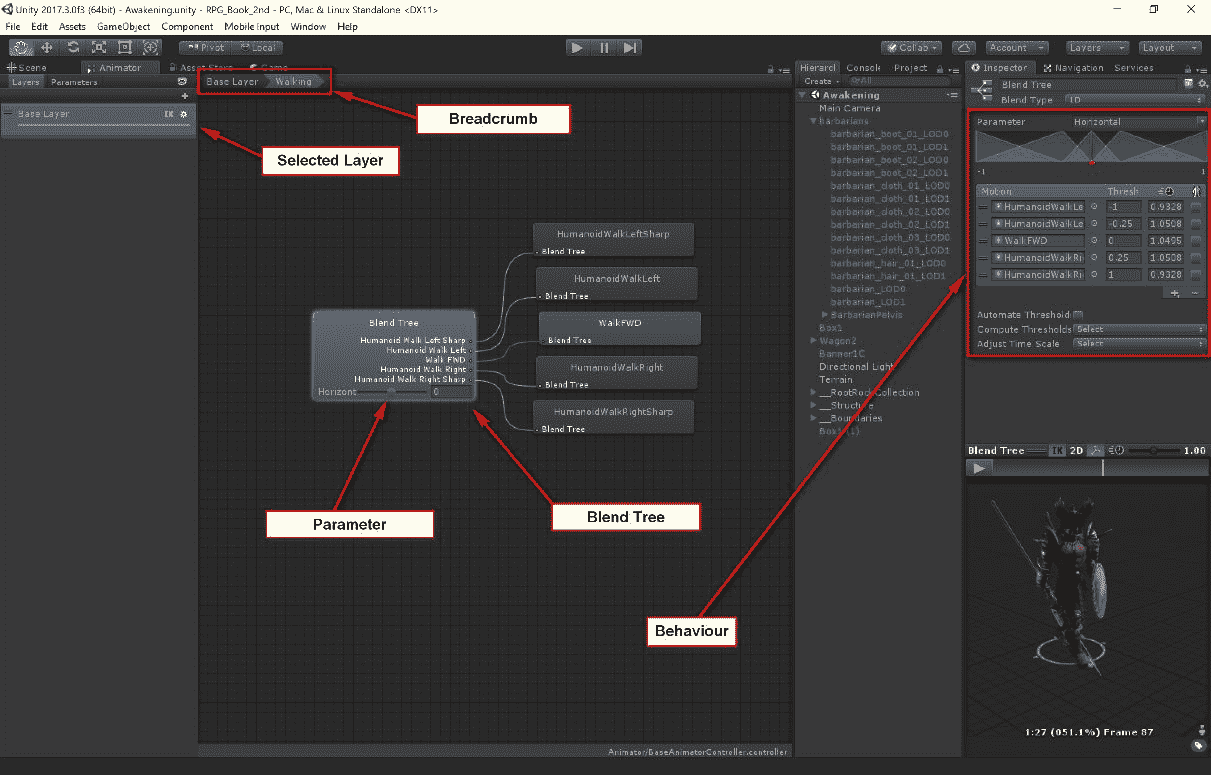 Unity 2017.3.0f3 (64bit) - Awakening.unity - RPG_Book_2nd - PC, Mac & Linux Standalone <DX11>
File Edit Assets GameObject Component Mobile Input Window Help
Pivot Local Collab Account Layers Layout
Scene Animator Asset Store Game
Layers Parameters
Base Layer Walking
Base Layer IK
Breadcrumb
Selected Layer
HumanoidWalkLeftSharp
Blend Tree
HumanoidWalkLeft
Blend Tree
WalkFWD
Blend Tree
HumanoidWalkRight
Blend Tree
HumanoidWalkRightSharp
Blend Tree
Blend Tree
Humanoid Walk Left Sharp
Humanoid Walk Left
Walk FWD
Humanoid Walk Right
Humanoid Walk Right Sharp
Horizont 0
Parameter
Blend Tree
Behaviour
Animator/BaseAnimatorController.controller
Hierarcl Console Project
Create All
Awakening
Main Camera
Barbarians
barbarian_boot_01_LOD0
barbarian_boot_01_LOD1
barbarian_boot_02_LOD0
barbarian_boot_02_LOD1
barbarian_cloth_01_LOD0
barbarian_cloth_01_LOD1
barbarian_cloth_02_LOD0
barbarian_cloth_02_LOD1
barbarian_cloth_03_LOD0
barbarian_cloth_03_LOD1
barbarian_hair_01_LOD0
barbarian_hair_01_LOD1
barbarian_LOD0
barbarian_LOD1
BarbarianPelvis
Box1
Wagon2
Banner1C
Directional Light
Terrain
__RootRockCollection
__Structure
__Boundaries
Box1 (1)
Inspector Navigation Services
Blend Tree
Blend Type 1D
Parameter Horizontal
-1 1
Motion Thresh
HumanoidWalkLe -1 0.9328
HumanoidWalkLe -0.25 1.0508
WalkFWD 0 1.0495
HumanoidWalkRi 0.25 1.0508
HumanoidWalkRi 1 0.9328
Automate Threshold
Compute Thresholds Select
Adjust Time Scale Select
Blend Tree IK 2D 1.00
1:27 (051.1%) Frame 87